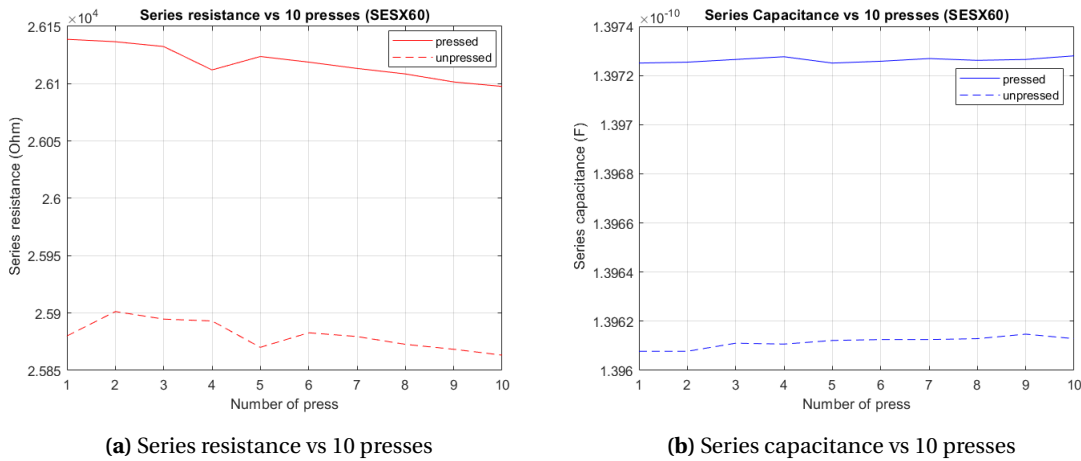 Series resistance vs 10 presses (SESX60)
×10⁴
2.615
2.61
2.605
2.6
2.595
2.59
2.585
Series resistance (Ohm)
pressed
unpressed
1 2 3 4 5 6 7 8 9 10
Number of press
(a) Series resistance vs 10 presses
Series Capacitance vs 10 presses (SESX60)
×10⁻¹⁰
1.3974
1.3972
1.397
1.3968
1.3966
1.3964
1.3962
1.396
Series capacitance (F)
pressed
unpressed
1 2 3 4 5 6 7 8 9 10
Number of press
(b) Series capacitance vs 10 presses